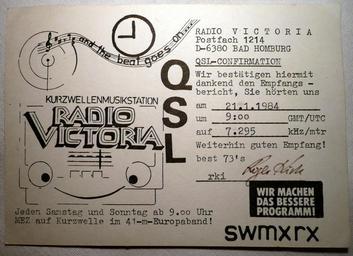 and the beat goes on...
KURZWELLENMUSIKSTATION
RADIO
VICTORIA
Jeden Samstag und Sonntag ab 9.00 Uhr
MEZ auf Kurzwelle im 41-m-Europaband!
QSL
RADIO VICTORIA
Postfach 1214
D-6380 BAD HOMBURG
QSL-CONFIRMATION
Wir bestätigen hiermit
dankend den Empfangs-
bericht, Sie hörten uns
am 21.1.1984
um 9:00 GMT/UTC
auf 7.295 kHz/mtr
Weiterhin guten Empfang!
best 73's
rki
WIR MACHEN
DAS BESSERE
PROGRAMM!
SWMXRX